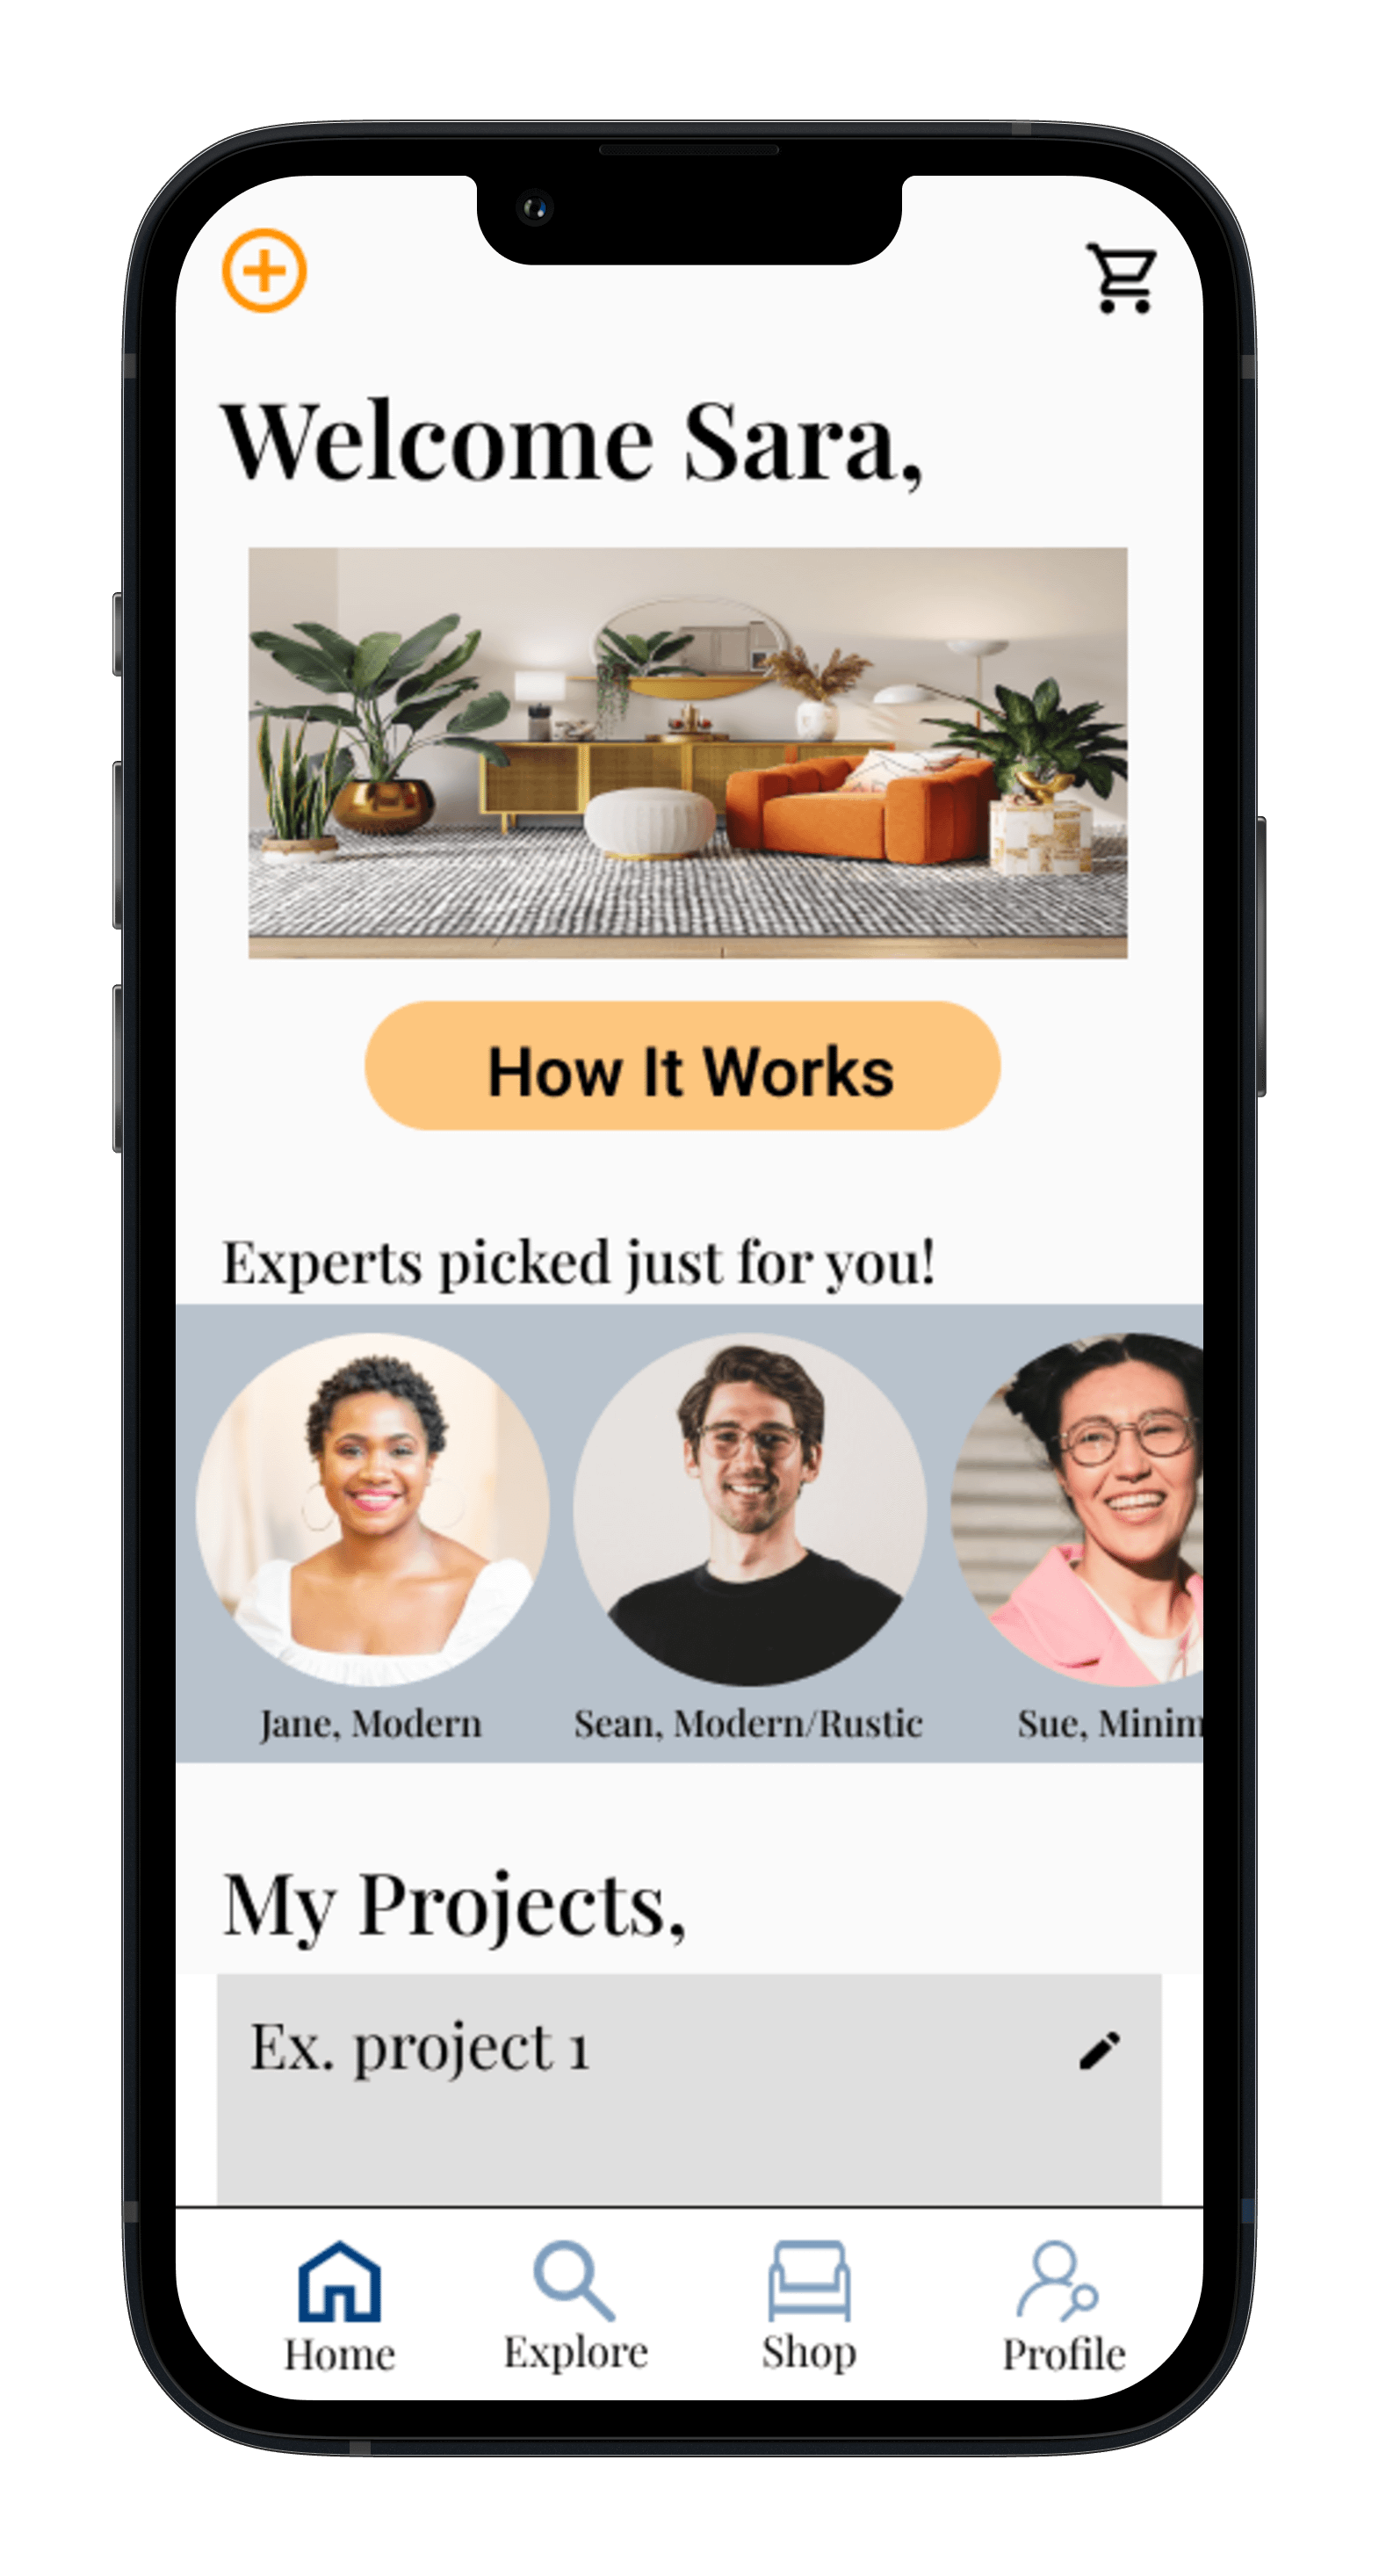 Welcome Sara,
How It Works
Experts picked just for you!
Jane, Modern
Sean, Modern/Rustic
Sue, Minim
My Projects,
Ex. project 1
Home
Explore
Shop
Profile